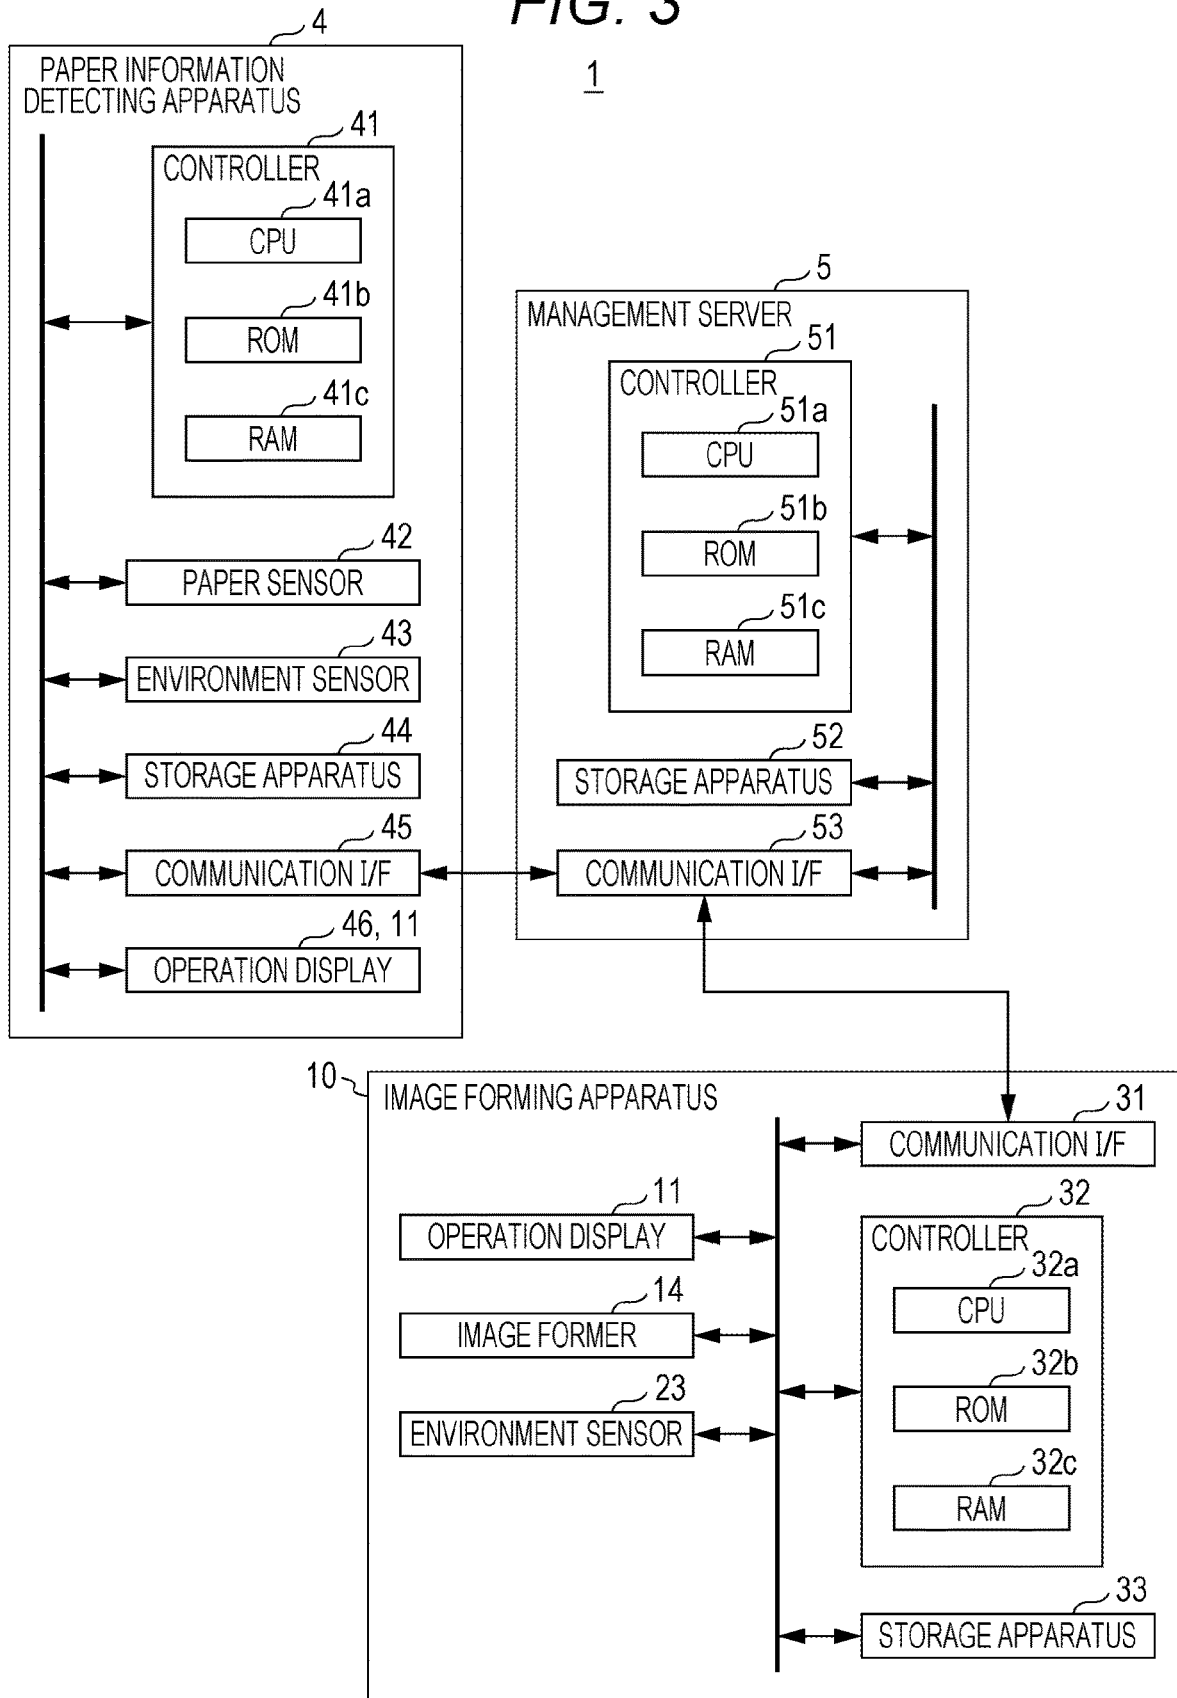 FIG. 3
1
4
PAPER INFORMATION
DETECTING APPARATUS
41
CONTROLLER
41a
CPU
41b
ROM
41c
RAM
42
PAPER SENSOR
43
ENVIRONMENT SENSOR
44
STORAGE APPARATUS
45
COMMUNICATION I/F
46, 11
OPERATION DISPLAY
5
MANAGEMENT SERVER
51
CONTROLLER
51a
CPU
51b
ROM
51c
RAM
52
STORAGE APPARATUS
53
COMMUNICATION I/F
10
IMAGE FORMING APPARATUS
11
OPERATION DISPLAY
14
IMAGE FORMER
23
ENVIRONMENT SENSOR
31
COMMUNICATION I/F
32
CONTROLLER
32a
CPU
32b
ROM
32c
RAM
33
STORAGE APPARATUS